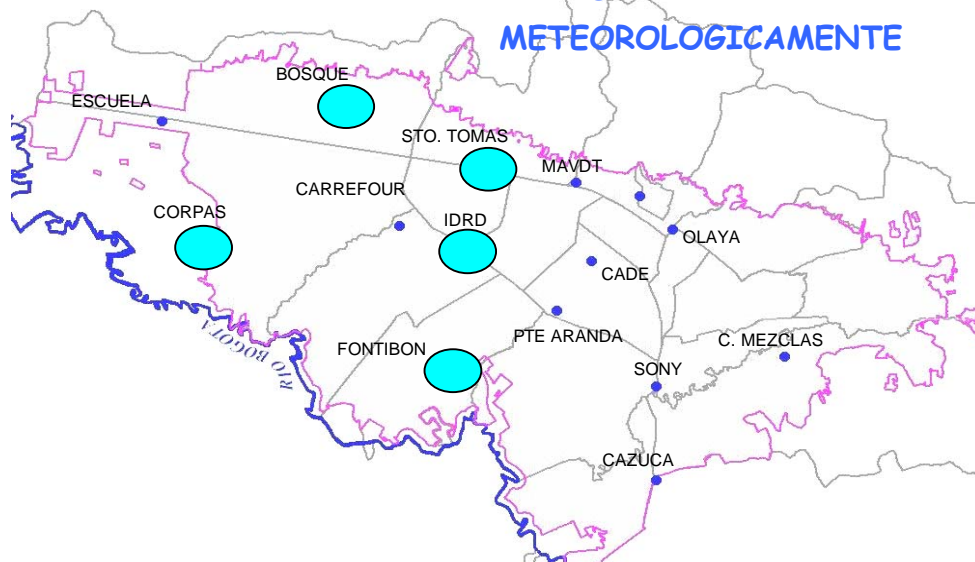 METEOROLOGICAMENTE
BOSQUE
ESCUELA
STO. TOMAS
MAVDT
CARREFOUR
CORPAS
IDRD
OLAYA
CADE
RIO BOGOTA
PTE ARANDA
C. MEZCLAS
FONTIBON
SONY
CAZUCA